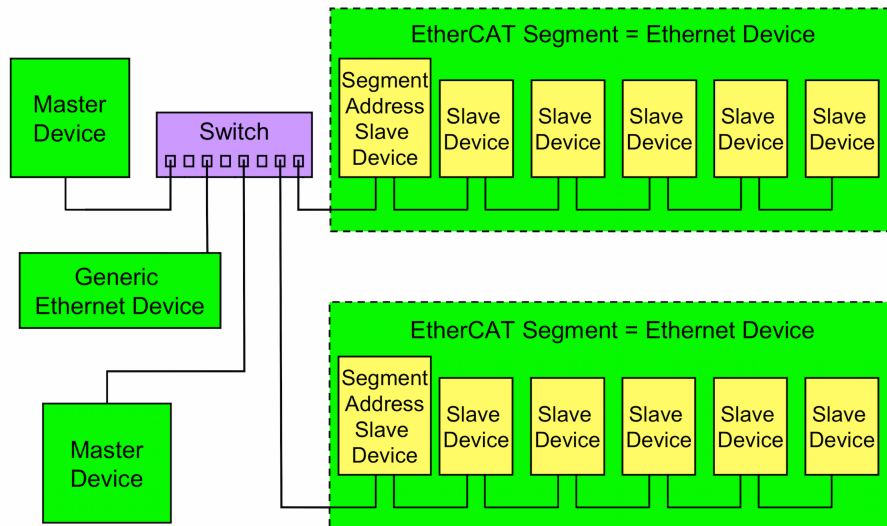 EtherCAT Segment = Ethernet Device
Master
Device
Switch
Segment
Address
Slave
Device
Slave
Device
Slave
Device
Slave
Device
Slave
Device
Slave
Device
Generic
Ethernet Device
EtherCAT Segment = Ethernet Device
Segment
Address
Slave
Device
Slave
Device
Slave
Device
Slave
Device
Slave
Device
Slave
Device
Master
Device